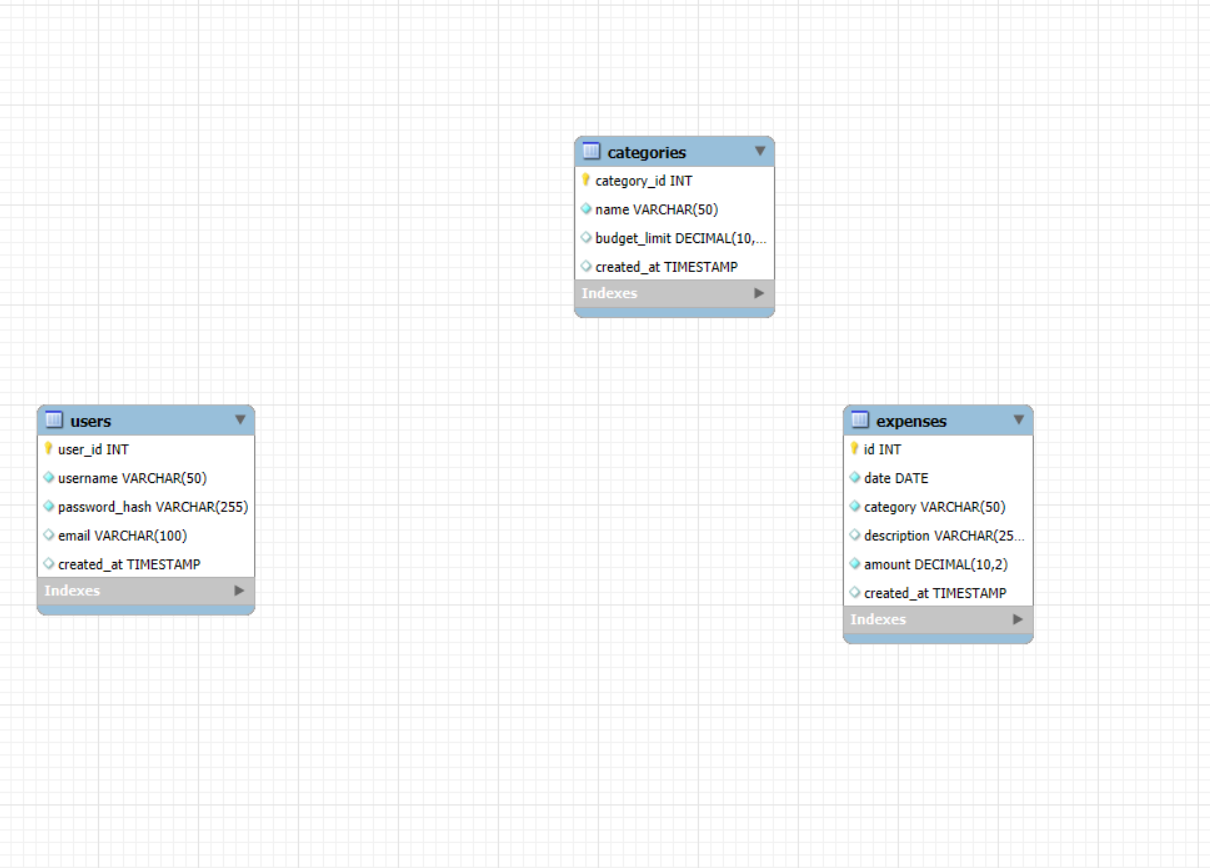 categories
category_id INT
name VARCHAR(50)
budget_limit DECIMAL(10,...
created_at TIMESTAMP
Indexes
users
user_id INT
username VARCHAR(50)
password_hash VARCHAR(255)
email VARCHAR(100)
created_at TIMESTAMP
Indexes
expenses
id INT
date DATE
category VARCHAR(50)
description VARCHAR(25...
amount DECIMAL(10,2)
created_at TIMESTAMP
Indexes